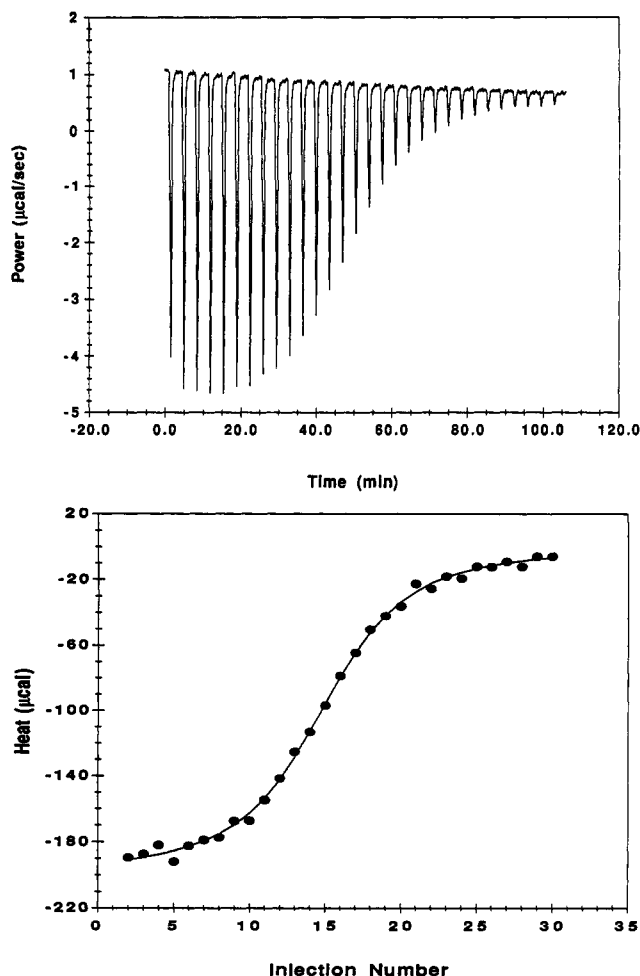 2
1
0
-1
-2
-3
-4
-5
Power (μcal/sec)
-20.0 0.0 20.0 40.0 60.0 80.0 100.0 120.0
Time (min)
20
-20
-60
-100
-140
-180
-220
Heat (μcal)
0 5 10 15 20 25 30 35
Injection Number